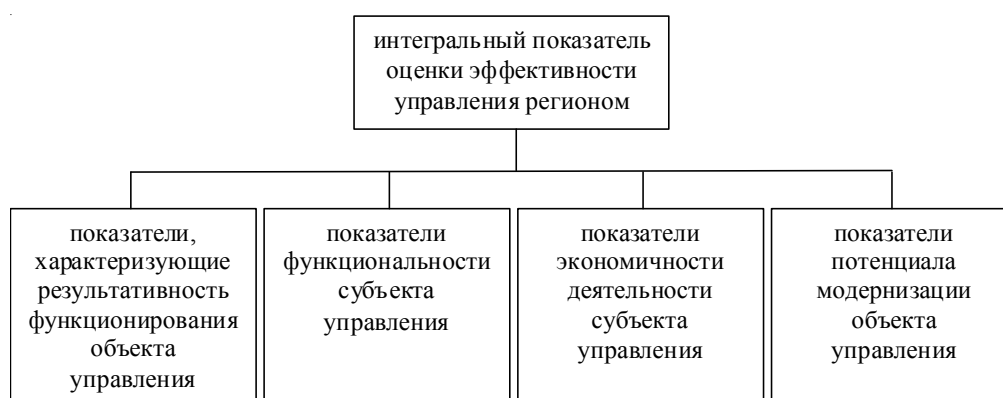 интегральный показатель
оценки эффективности
управления регионом
показатели,
характеризующие
результативность
функционирования
объекта
управления
показатели
функциональности
субъекта
управления
показатели
экономичности
деятельности
субъекта
управления
показатели
потенциала
модернизации
объекта
управления